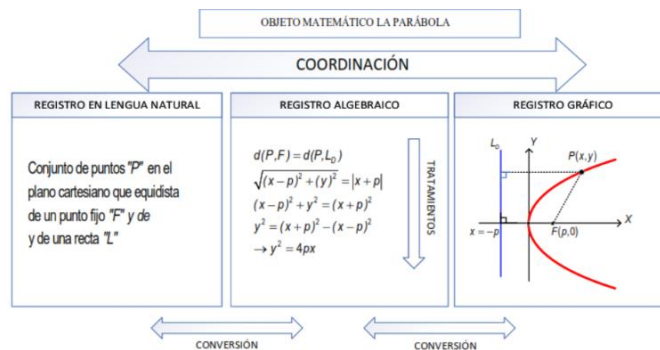 OBJETO MATEMÁTICO LA PARÁBOLA
COORDINACIÓN
REGISTRO EN LENGUA NATURAL
Conjunto de puntos "P" en el
plano cartesiano que equidista
de un punto fijo "F" y de
y de una recta "L"
REGISTRO ALGEBRAICO
d(P,F) = d(P,L_D)
√((x-p)² + (y)²) = |x+p|
(x-p)² + y² = (x+p)²
y² = (x+p)² - (x-p)²
→ y² = 4px
TRATAMIENTOS
REGISTRO GRÁFICO
L_D
Y
P(x,y)
X
x=-p
F(p,0)
CONVERSIÓN
CONVERSIÓN